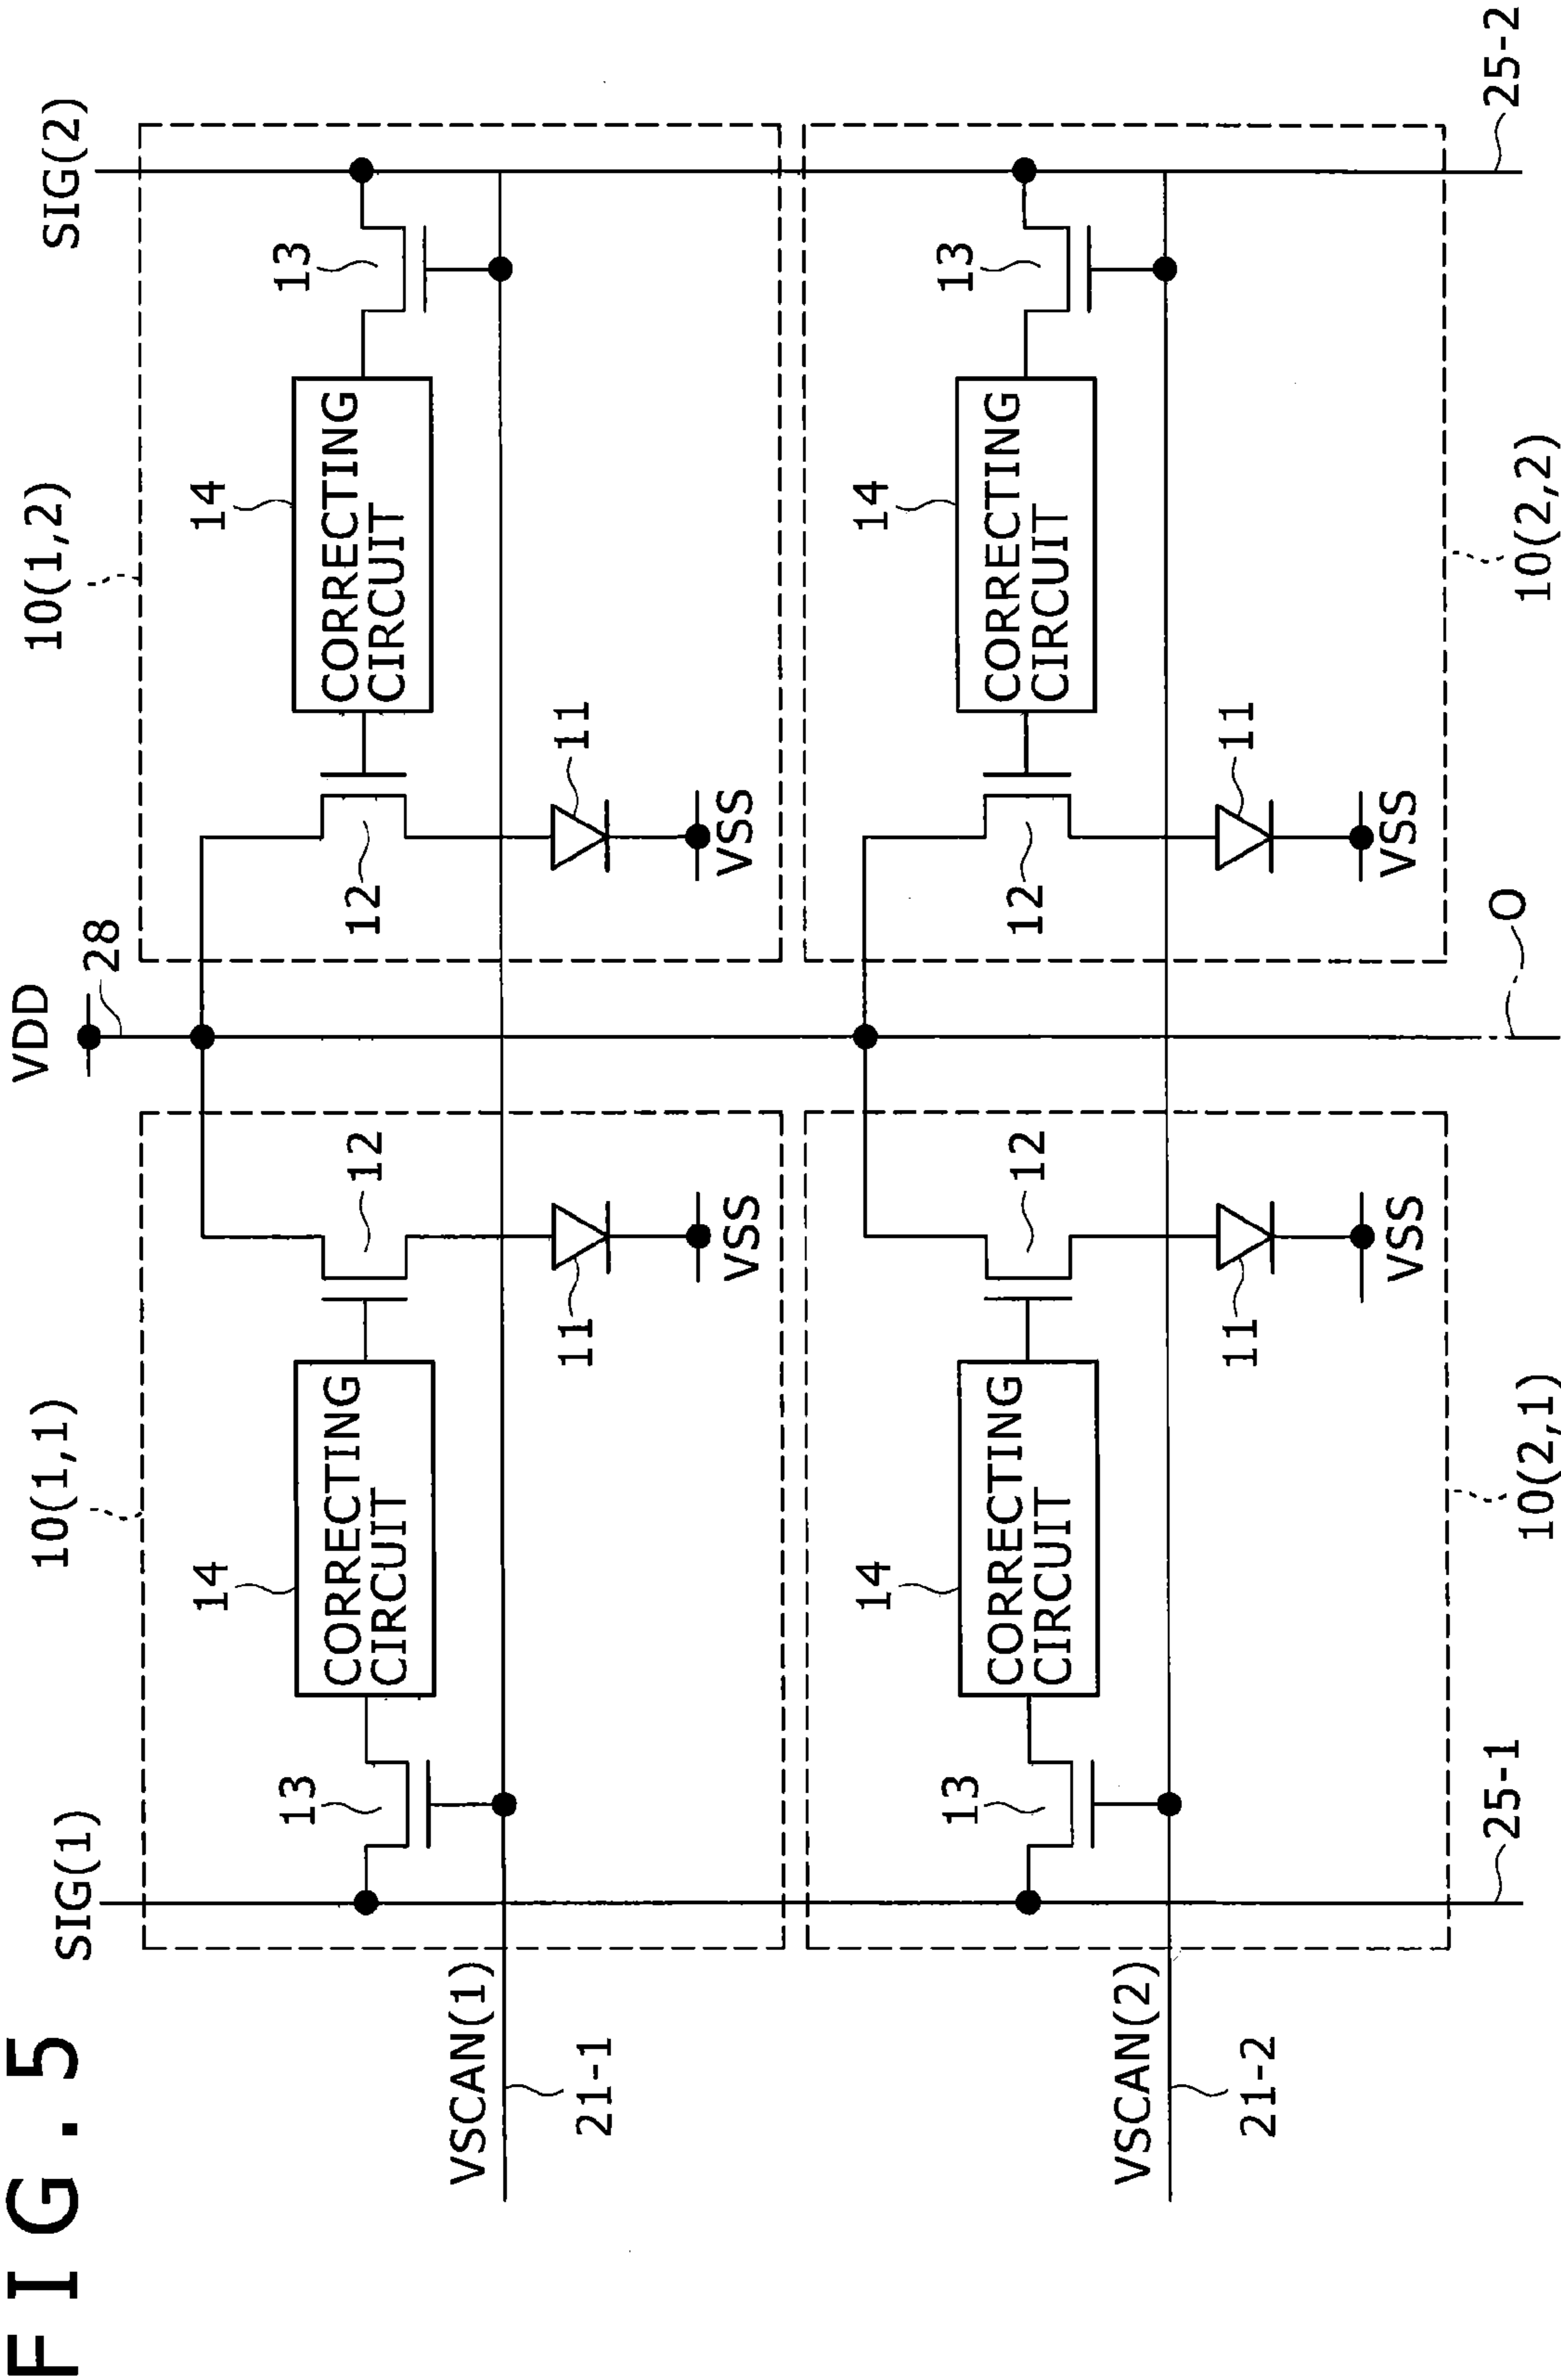 FIG. 5
SIG(1)
10(1,1)
VDD
28
10(1,2)
SIG(2)
13
14
CORRECTING
CIRCUIT
12
11
VSS
12
14
CORRECTING
CIRCUIT
13
11
VSS
VSCAN(1)
21-1
13
14
CORRECTING
CIRCUIT
12
11
VSS
12
14
CORRECTING
CIRCUIT
13
11
VSS
VSCAN(2)
21-2
25-1
10(2,1)
O
10(2,2)
25-2